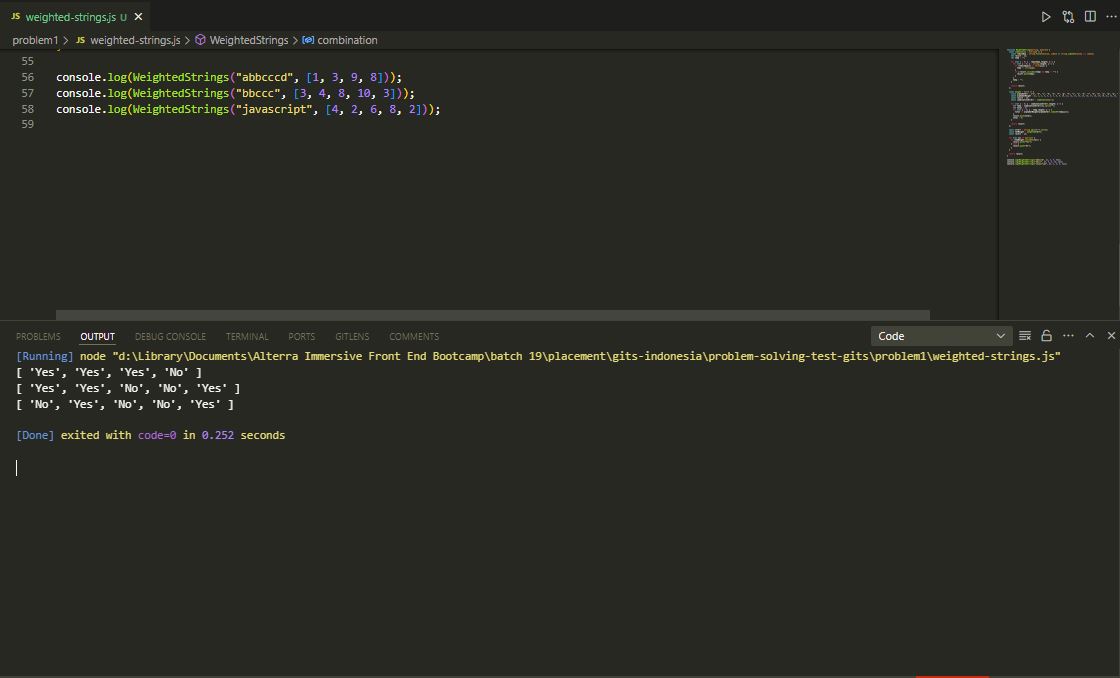 JS weighted-strings.js U
problem1 > JS weighted-strings.js > WeightedStrings > combination
55
56 console.log(WeightedStrings("abbcccd", [1, 3, 9, 8]));
57 console.log(WeightedStrings("bbccc", [3, 4, 8, 10, 3]));
58 console.log(WeightedStrings("javascript", [4, 2, 6, 8, 2]));
59
PROBLEMS OUTPUT DEBUG CONSOLE TERMINAL PORTS GITLENS COMMENTS Code
[Running] node "d:\Library\Documents\Alterra Immersive Front End Bootcamp\batch 19\placement\gits-indonesia\problem-solving-test-gits\problem1\weighted-strings.js"
[ 'Yes', 'Yes', 'Yes', 'No' ]
[ 'Yes', 'Yes', 'No', 'No', 'Yes' ]
[ 'No', 'Yes', 'No', 'No', 'Yes' ]
[Done] exited with code=0 in 0.252 seconds